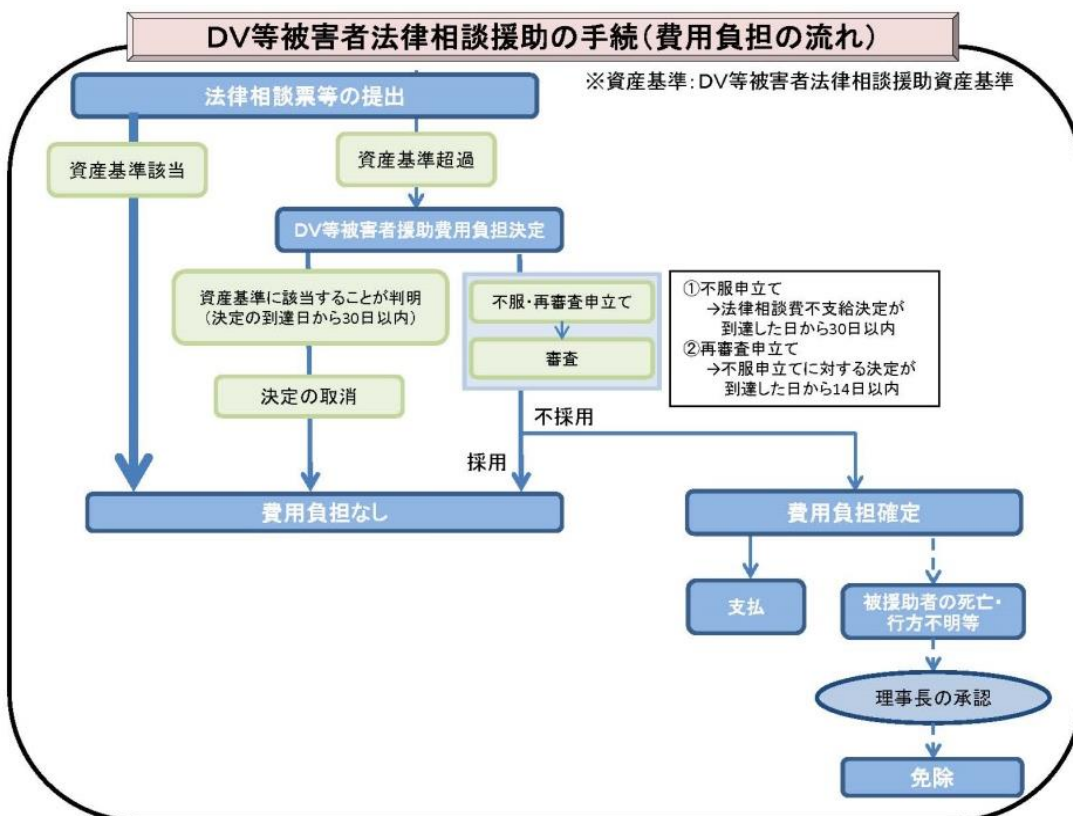 DV等被害者法律相談援助の手続(費用負担の流れ)
※資産基準:DV等被害者法律相談援助資産基準
法律相談票等の提出
資産基準該当
資産基準超過
DV等被害者援助費用負担決定
資産基準に該当することが判明
(決定の到達日から30日以内)
決定の取消
不服・再審査申立て
審査
①不服申立て
→法律相談費不支給決定が
到達した日から30日以内
②再審査申立て
→不服申立てに対する決定が
到達した日から14日以内
不採用
採用
費用負担なし
費用負担確定
支払
被援助者の死亡・
行方不明等
理事長の承認
免除